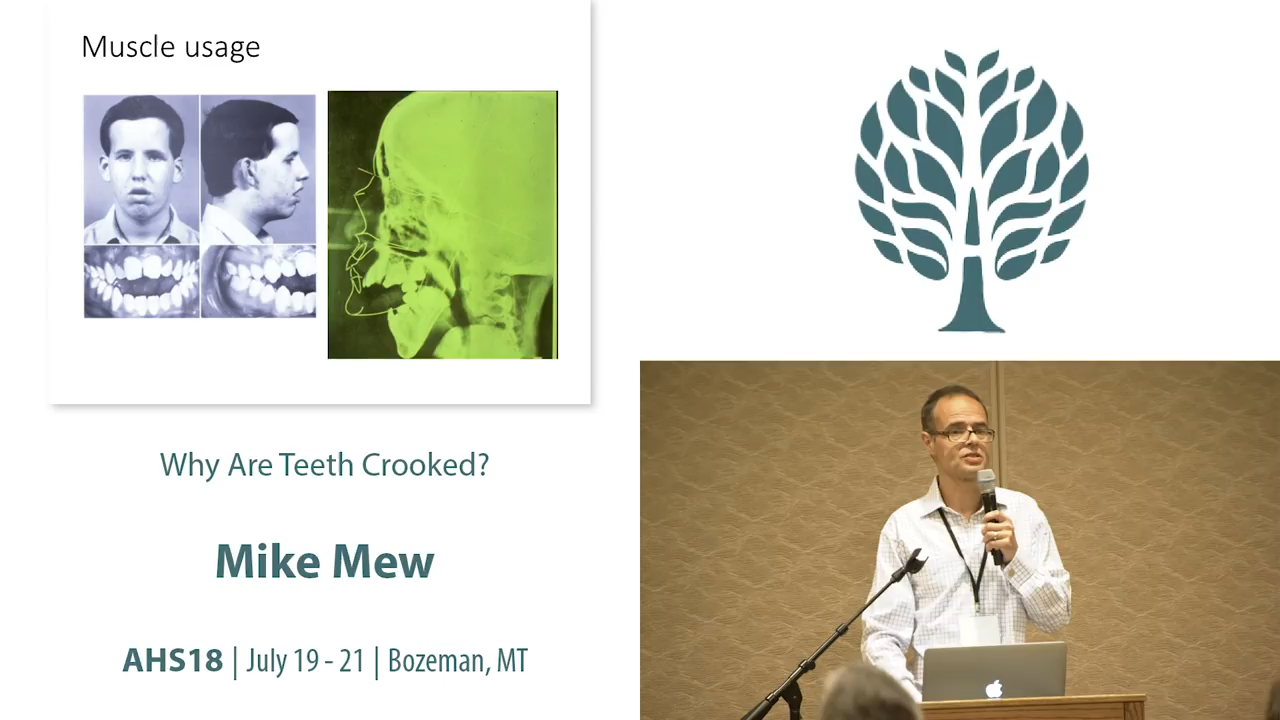 Muscle usage
Why Are Teeth Crooked?
Mike Mew
AHS18 | July 19 - 21 | Bozeman, MT